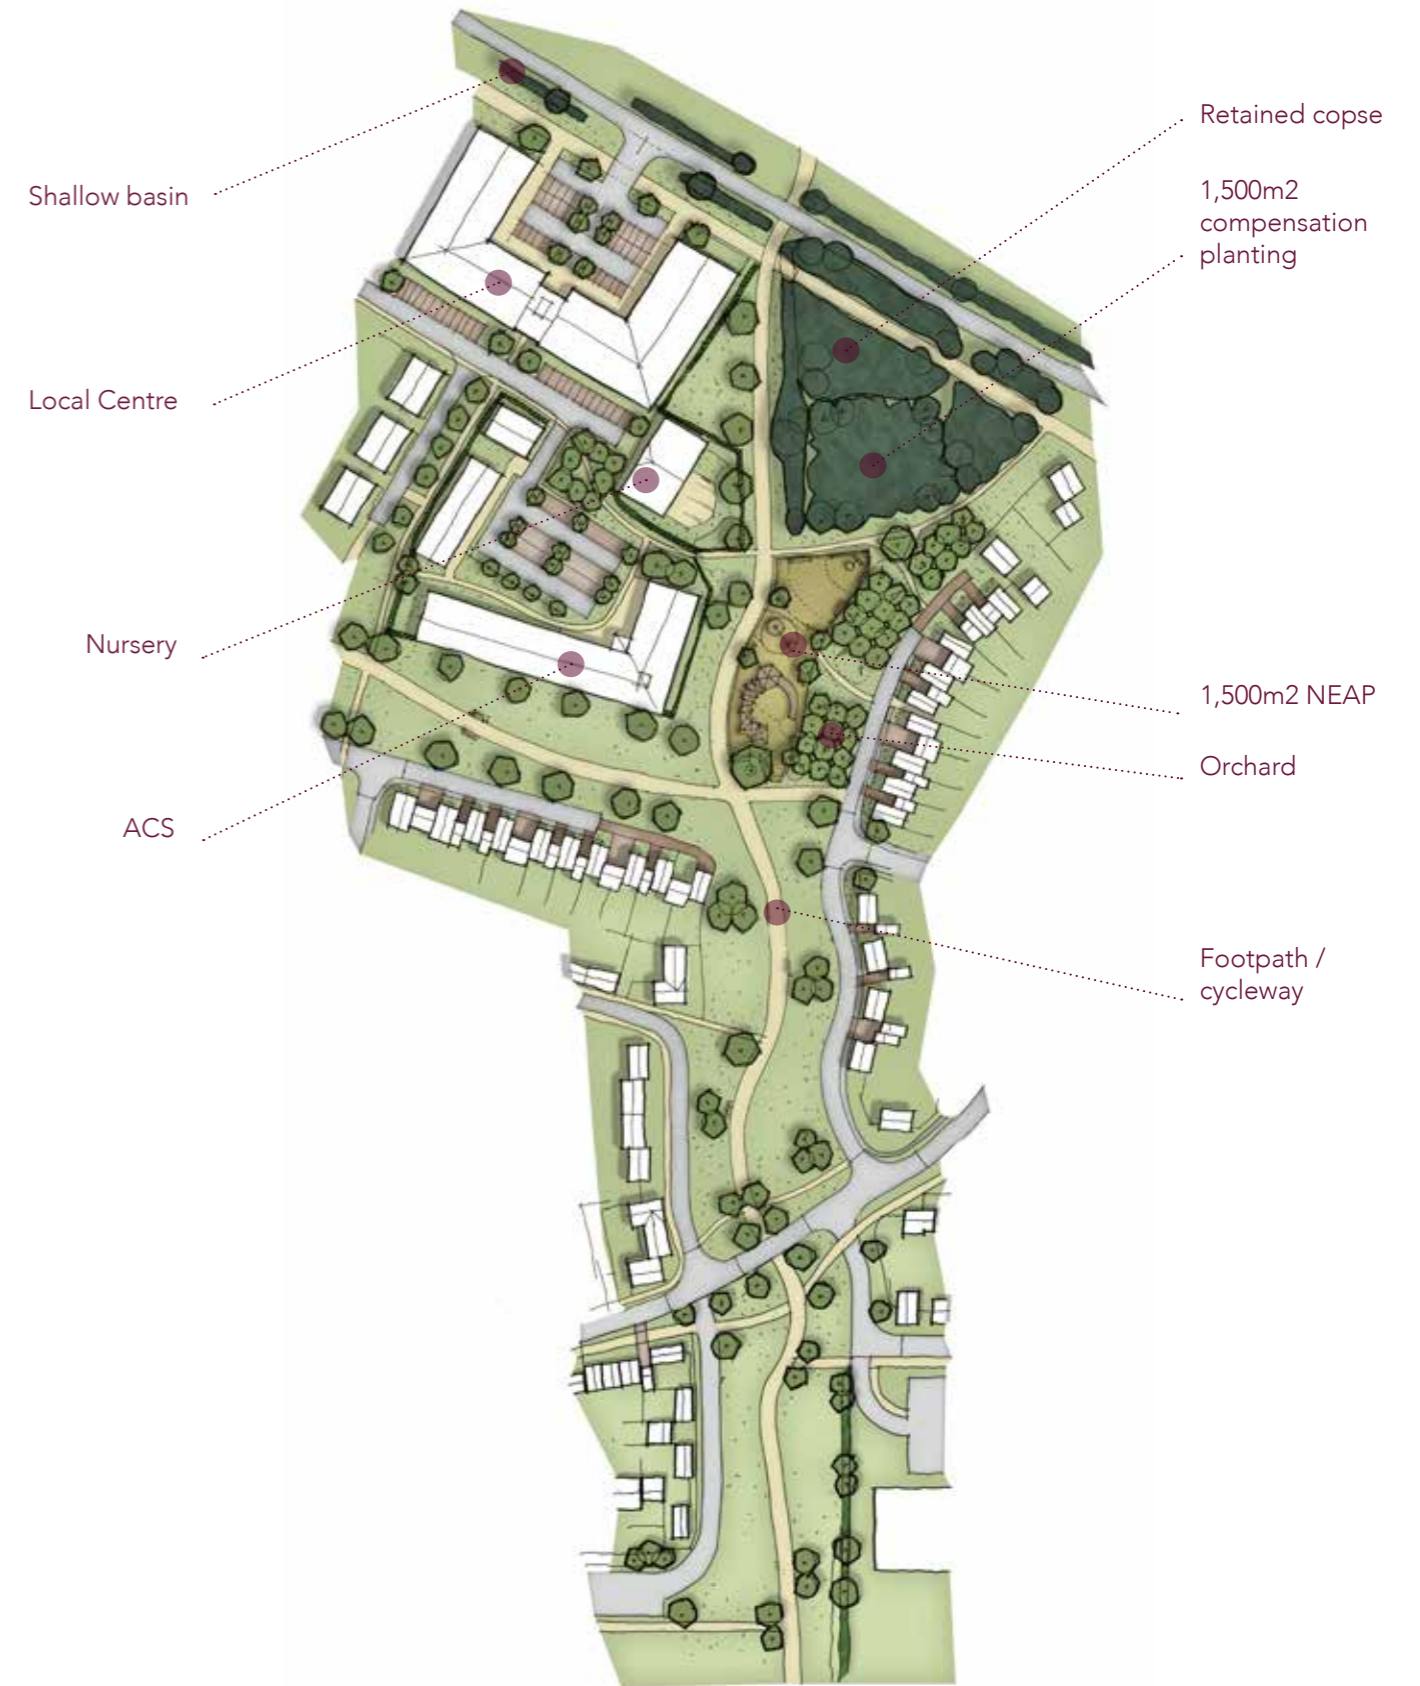 Shallow basin
Local Centre
Nursery
ACS
Retained copse
1,500m2
compensation
planting
1,500m2 NEAP
Orchard
Footpath /
cycleway